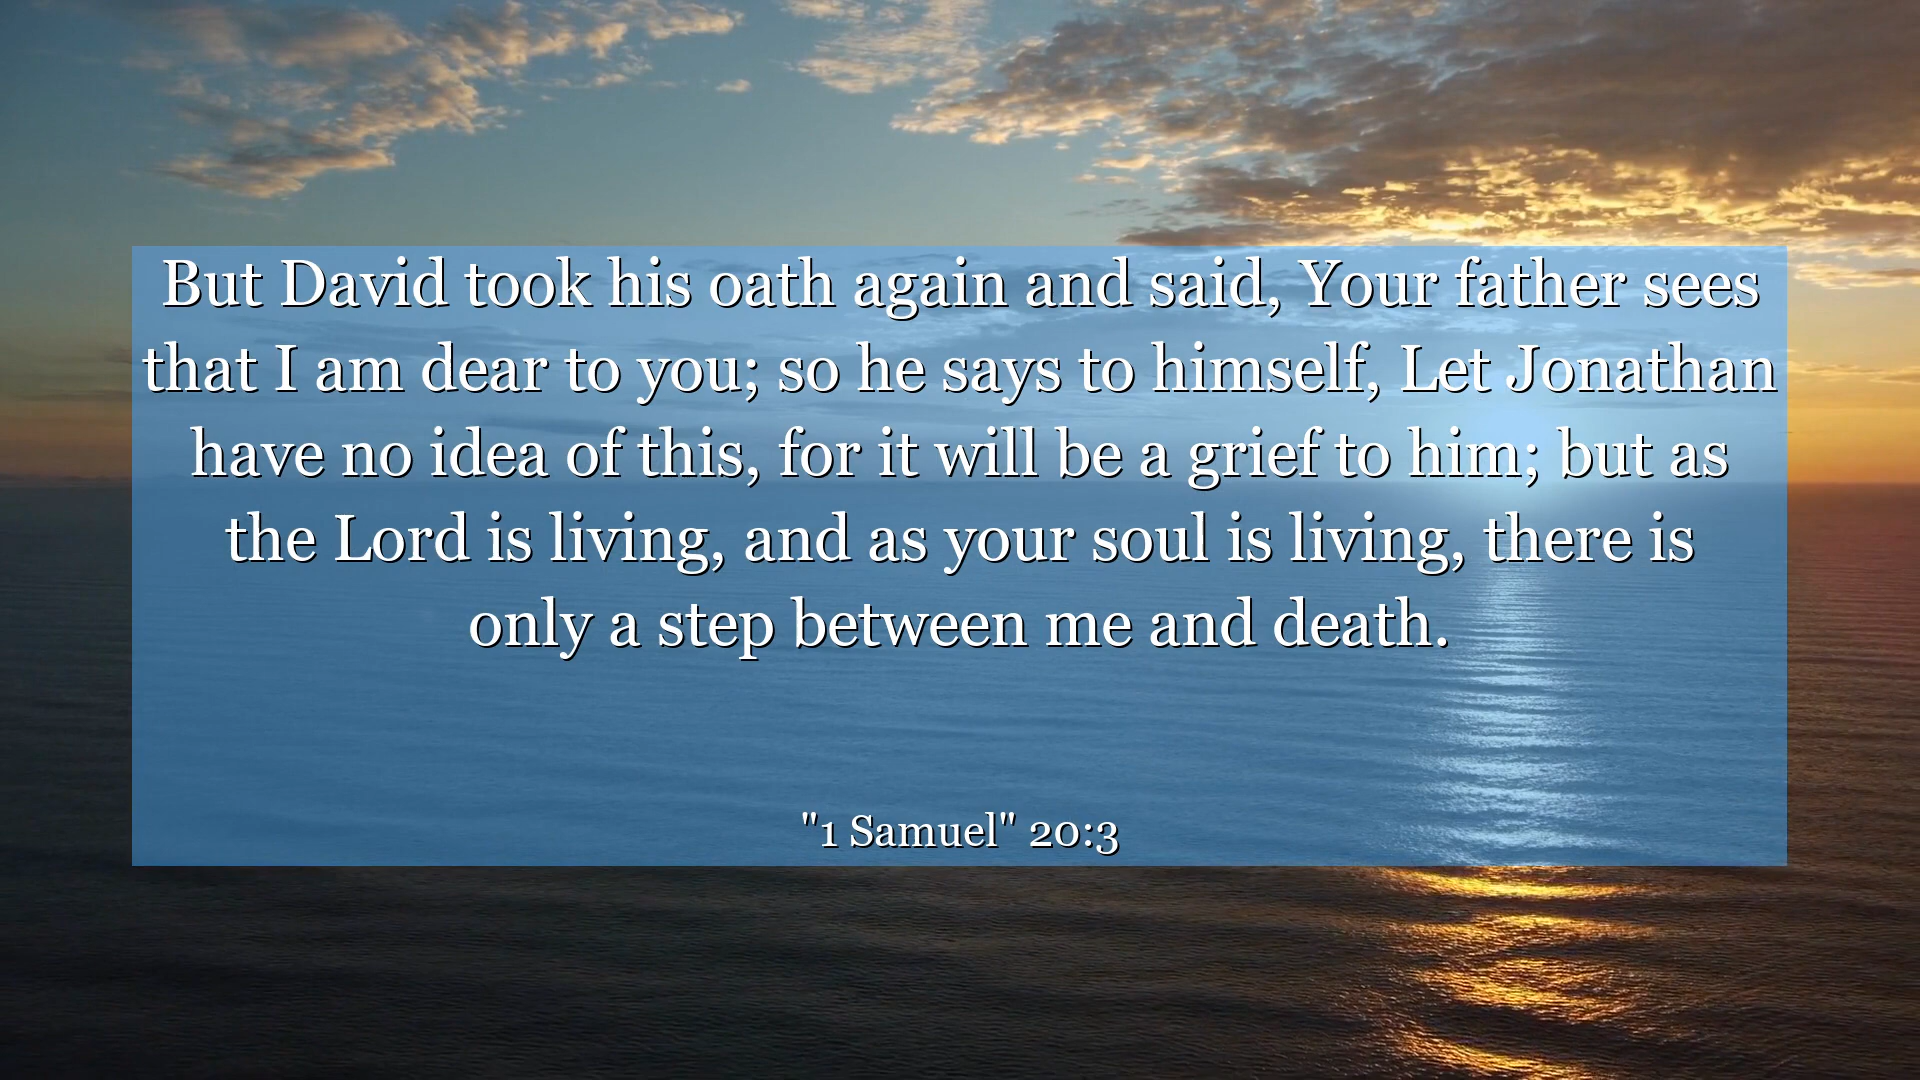 But David took his oath again and said, Your father sees
that I am dear to you; so he says to himself, Let Jonathan
have no idea of this, for it will be a grief to him; but as
the Lord is living, and as your soul is living, there is
only a step between me and death.
"1 Samuel" 20:3